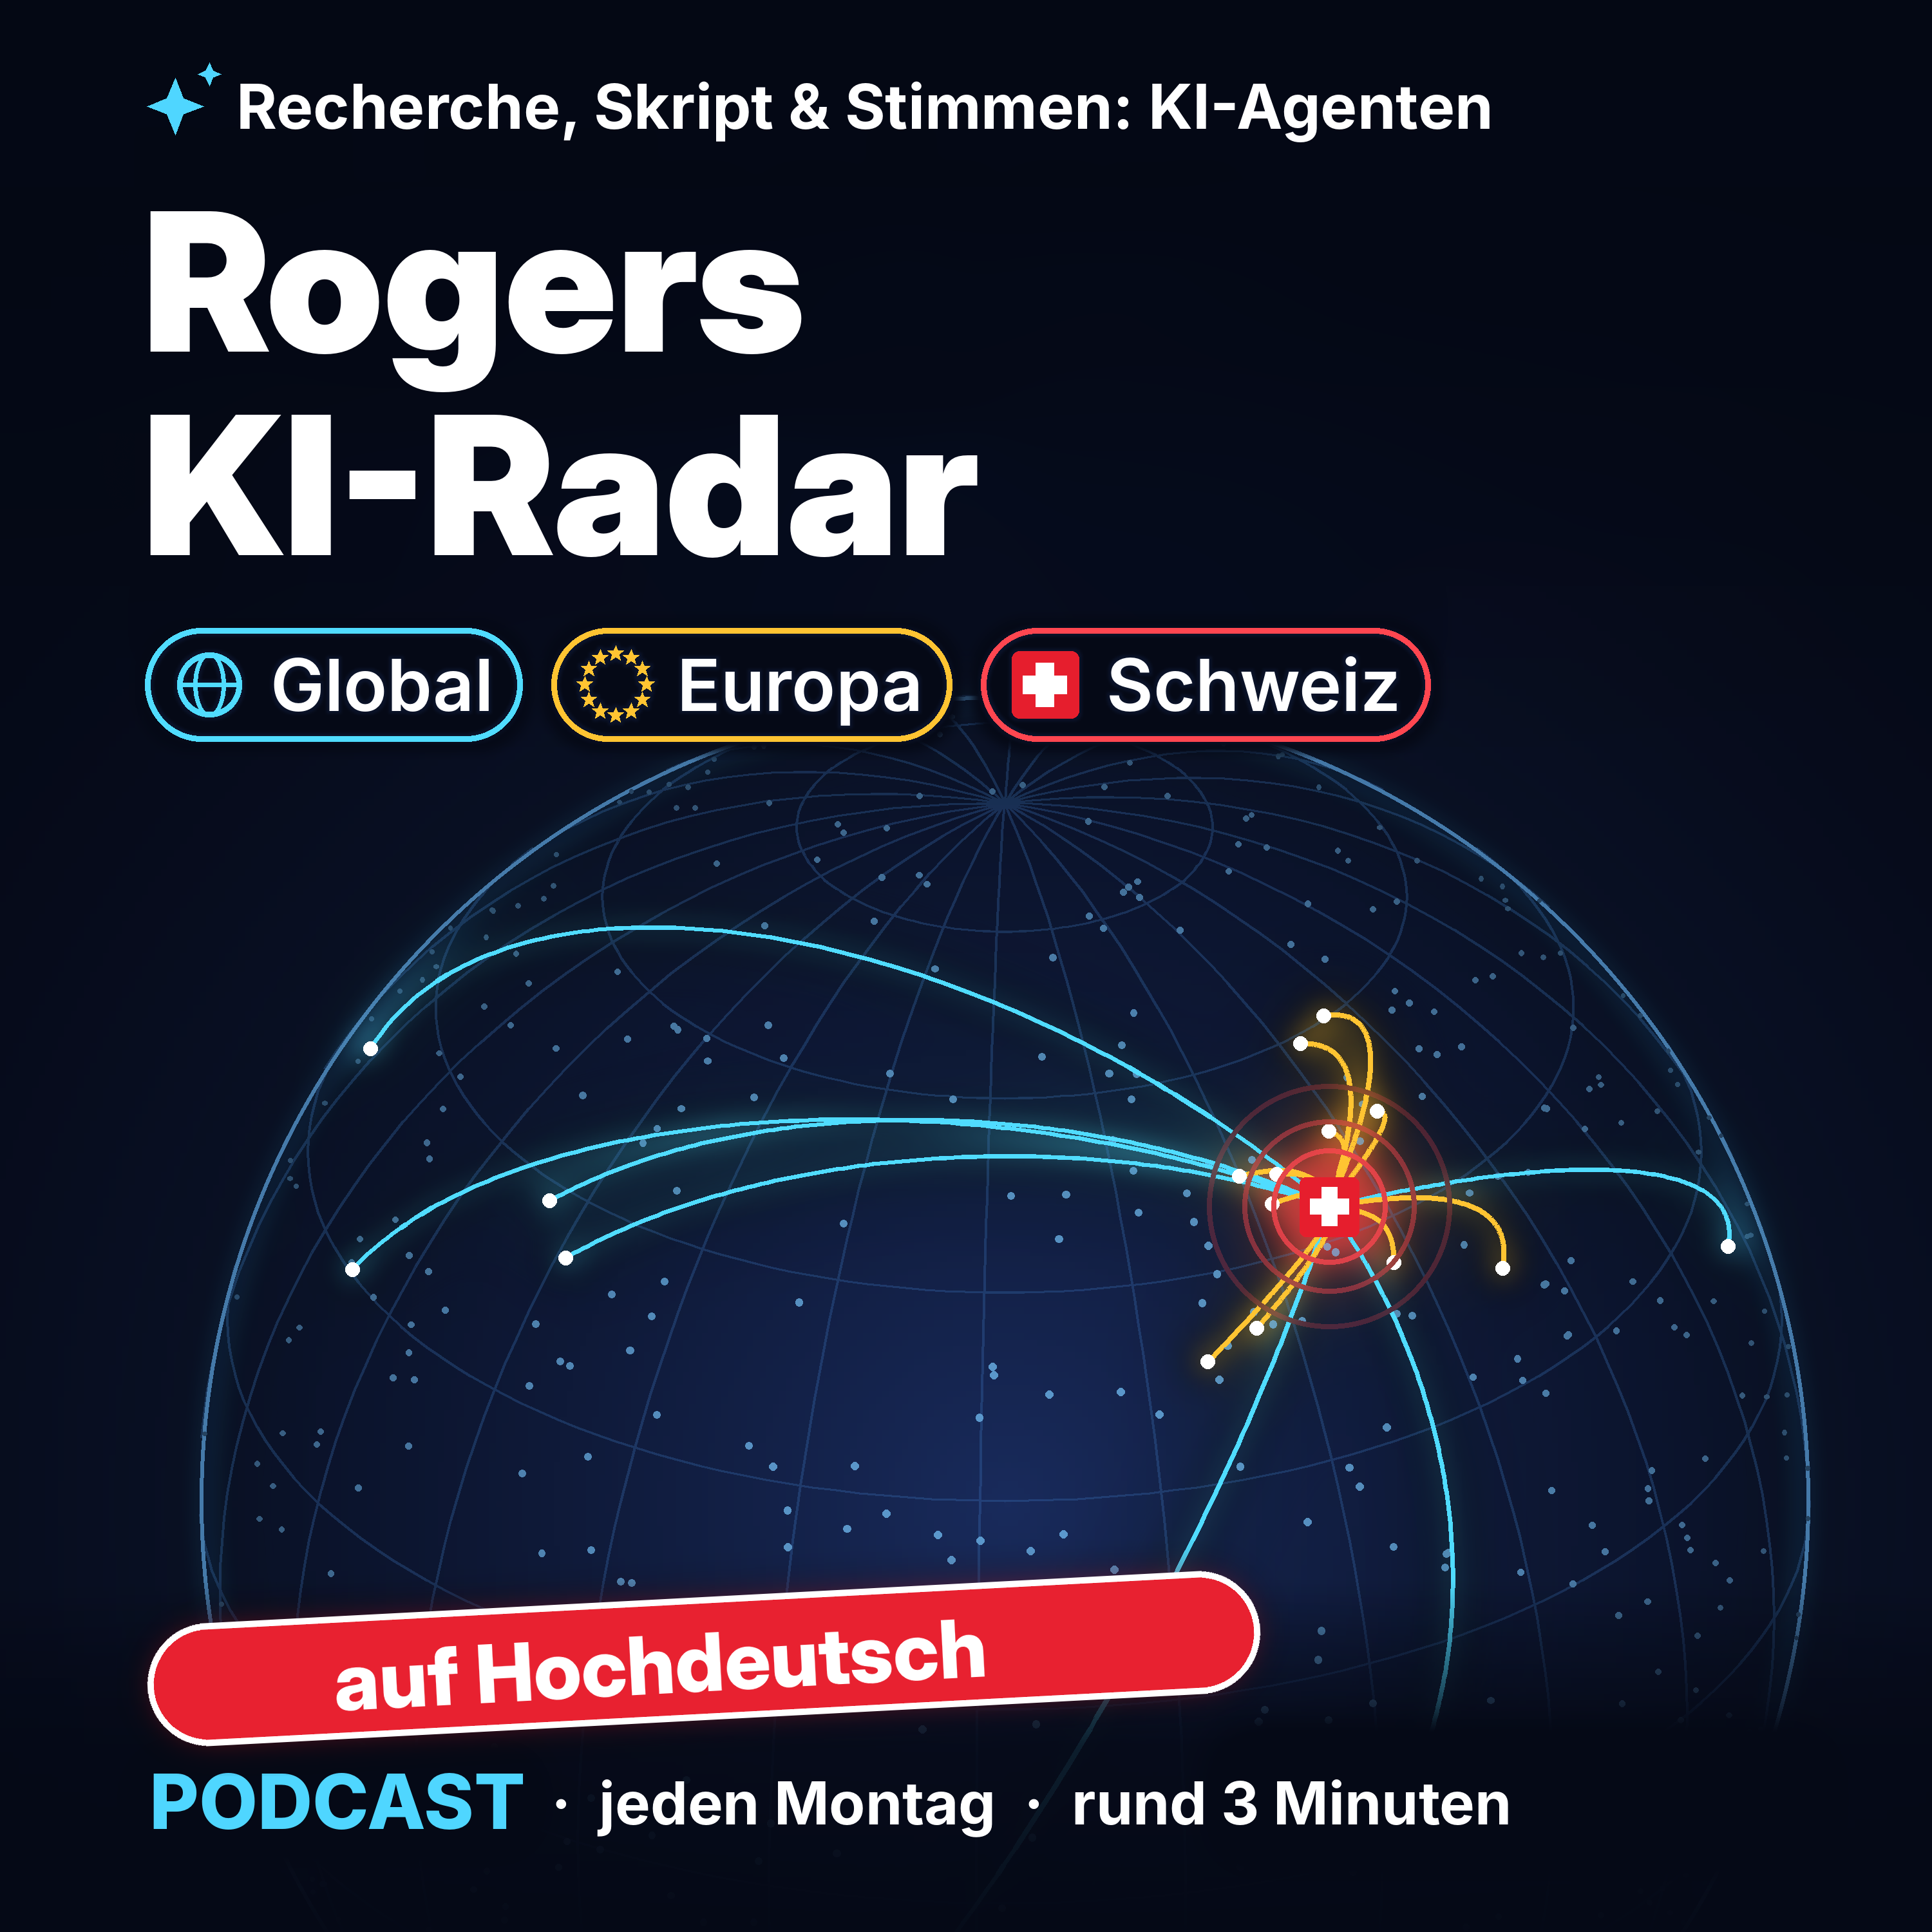 Recherche, Skript & Stimmen: KI-Agenten
Rogers
KI-Radar
Global Europa Schweiz
auf Hochdeutsch
PODCAST · jeden Montag · rund 3 Minuten